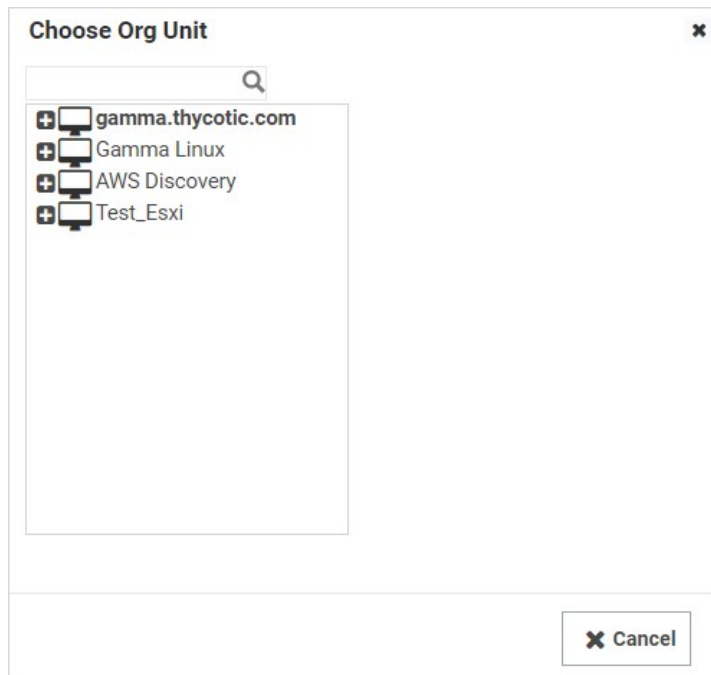 Choose Org Unit
gamma.thycotic.com
Gamma Linux
AWS Discovery
Test_Esxi
Cancel